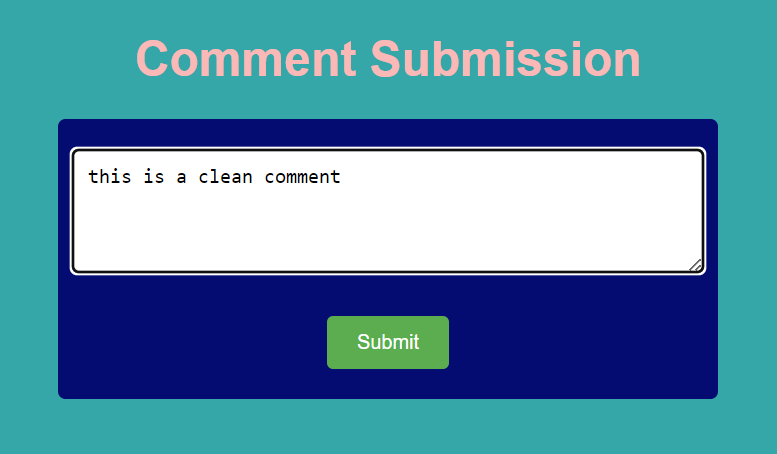 Comment Submission
this is a clean comment
Submit